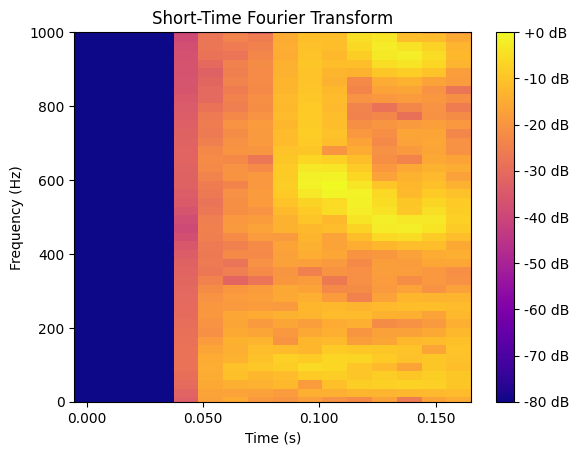 Short-Time Fourier Transform
1000
800
600
400
200
0
Frequency (Hz)
0.000
0.050
0.100
0.150
Time (s)
+0 dB
-10 dB
-20 dB
-30 dB
-40 dB
-50 dB
-60 dB
-70 dB
-80 dB